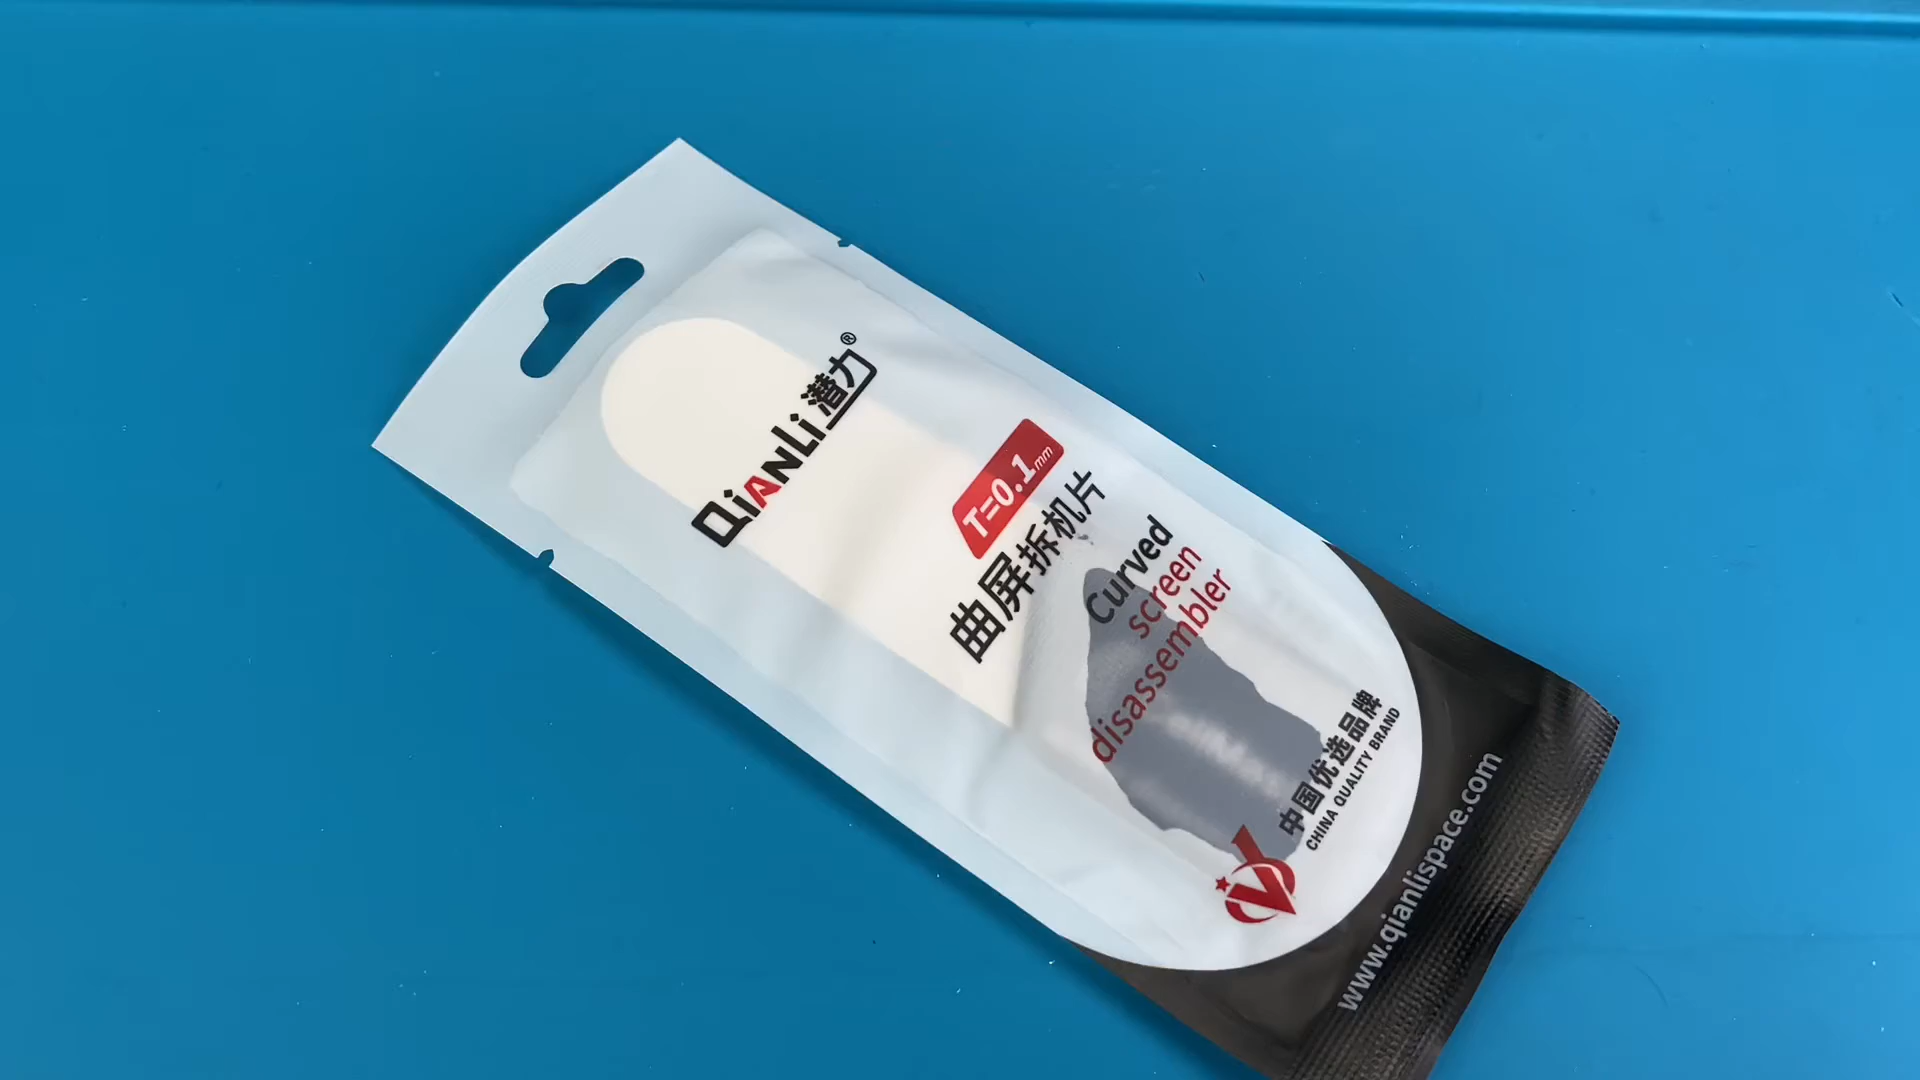 QiANLi 潜力®
T=0.1mm
曲屏拆机片
Curved
screen
disassembler
中国优选品牌
CHINA QUALITY BRAND
www.qianlispace.com